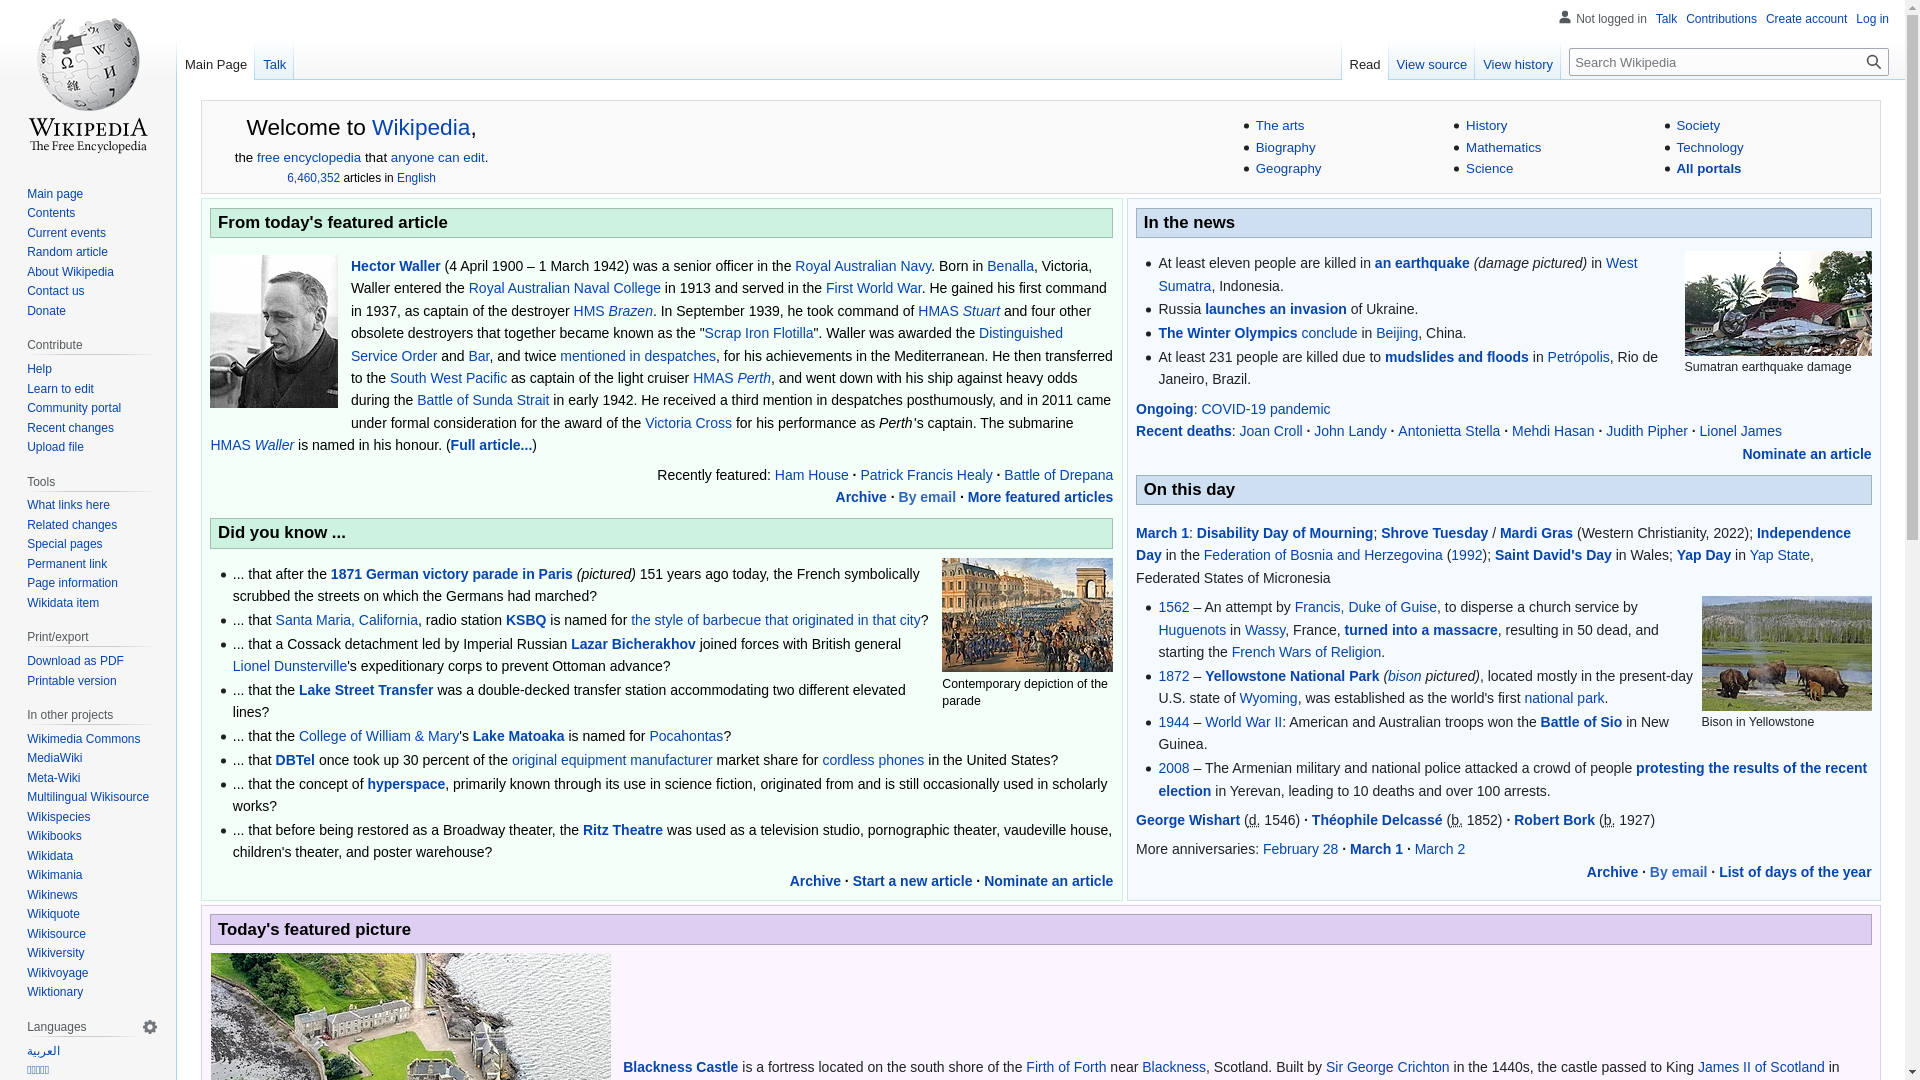 Not logged in Talk Contributions Create account Log in
Main Page Talk Read View source View history Search Wikipedia
WIKIPEDIA
The Free Encyclopedia
Main page
Contents
Current events
Random article
About Wikipedia
Contact us
Donate
Contribute
Help
Learn to edit
Community portal
Recent changes
Upload file
Tools
What links here
Related changes
Special pages
Permanent link
Page information
Wikidata item
Print/export
Download as PDF
Printable version
In other projects
Wikimedia Commons
MediaWiki
Meta-Wiki
Multilingual Wikisource
Wikispecies
Wikibooks
Wikidata
Wikimania
Wikinews
Wikiquote
Wikisource
Wikiversity
Wikivoyage
Wiktionary
Languages
العربية
Welcome to Wikipedia,
the free encyclopedia that anyone can edit.
6,460,352 articles in English
The arts
Biography
Geography
History
Mathematics
Science
Society
Technology
All portals
From today's featured article
Hector Waller (4 April 1900 – 1 March 1942) was a senior officer in the Royal Australian Navy. Born in Benalla, Victoria,
Waller entered the Royal Australian Naval College in 1913 and served in the First World War. He gained his first command
in 1937, as captain of the destroyer HMS Brazen. In September 1939, he took command of HMAS Stuart and four other
obsolete destroyers that together became known as the "Scrap Iron Flotilla". Waller was awarded the Distinguished
Service Order and Bar, and twice mentioned in despatches, for his achievements in the Mediterranean. He then transferred
to the South West Pacific as captain of the light cruiser HMAS Perth, and went down with his ship against heavy odds
during the Battle of Sunda Strait in early 1942. He received a third mention in despatches posthumously, and in 2011 came
under formal consideration for the award of the Victoria Cross for his performance as Perth's captain. The submarine
HMAS Waller is named in his honour. (Full article...)
Recently featured: Ham House · Patrick Francis Healy · Battle of Drepana
Archive · By email · More featured articles
Did you know ...
... that after the 1871 German victory parade in Paris (pictured) 151 years ago today, the French symbolically
scrubbed the streets on which the Germans had marched?
... that Santa Maria, California, radio station KSBQ is named for the style of barbecue that originated in that city?
... that a Cossack detachment led by Imperial Russian Lazar Bicherakhov joined forces with British general
Lionel Dunsterville's expeditionary corps to prevent Ottoman advance?
... that the Lake Street Transfer was a double-decked transfer station accommodating two different elevated
lines?
... that the College of William & Mary's Lake Matoaka is named for Pocahontas?
... that DBTel once took up 30 percent of the original equipment manufacturer market share for cordless phones in the United States?
... that the concept of hyperspace, primarily known through its use in science fiction, originated from and is still occasionally used in scholarly
works?
... that before being restored as a Broadway theater, the Ritz Theatre was used as a television studio, pornographic theater, vaudeville house,
children's theater, and poster warehouse?
Contemporary depiction of the
parade
Archive · Start a new article · Nominate an article
In the news
At least eleven people are killed in an earthquake (damage pictured) in West
Sumatra, Indonesia.
Russia launches an invasion of Ukraine.
The Winter Olympics conclude in Beijing, China.
At least 231 people are killed due to mudslides and floods in Petrópolis, Rio de
Janeiro, Brazil.
Sumatran earthquake damage
Ongoing: COVID-19 pandemic
Recent deaths: Joan Croll · John Landy · Antonietta Stella · Mehdi Hasan · Judith Pipher · Lionel James
Nominate an article
On this day
March 1: Disability Day of Mourning; Shrove Tuesday / Mardi Gras (Western Christianity, 2022); Independence
Day in the Federation of Bosnia and Herzegovina (1992); Saint David's Day in Wales; Yap Day in Yap State,
Federated States of Micronesia
1562 – An attempt by Francis, Duke of Guise, to disperse a church service by
Huguenots in Wassy, France, turned into a massacre, resulting in 50 dead, and
starting the French Wars of Religion.
1872 – Yellowstone National Park (bison pictured), located mostly in the present-day
U.S. state of Wyoming, was established as the world's first national park.
1944 – World War II: American and Australian troops won the Battle of Sio in New
Guinea.
2008 – The Armenian military and national police attacked a crowd of people protesting the results of the recent
election in Yerevan, leading to 10 deaths and over 100 arrests.
Bison in Yellowstone
George Wishart (d. 1546) · Théophile Delcassé (b. 1852) · Robert Bork (b. 1927)
More anniversaries: February 28 · March 1 · March 2
Archive · By email · List of days of the year
Today's featured picture
Blackness Castle is a fortress located on the south shore of the Firth of Forth near Blackness, Scotland. Built by Sir George Crichton in the 1440s, the castle passed to King James II of Scotland in